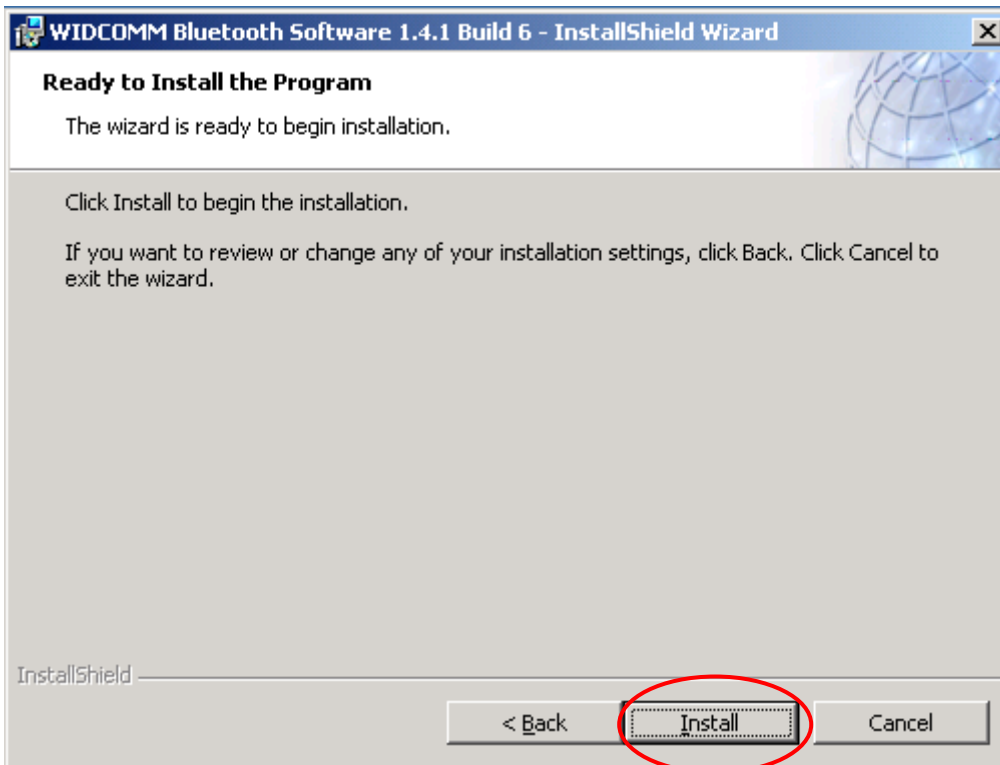 WIDCOMM Bluetooth Software 1.4.1 Build 6 - InstallShield Wizard
Ready to Install the Program
The wizard is ready to begin installation.
Click Install to begin the installation.
If you want to review or change any of your installation settings, click Back. Click Cancel to
exit the wizard.
InstallShield
< Back Install Cancel